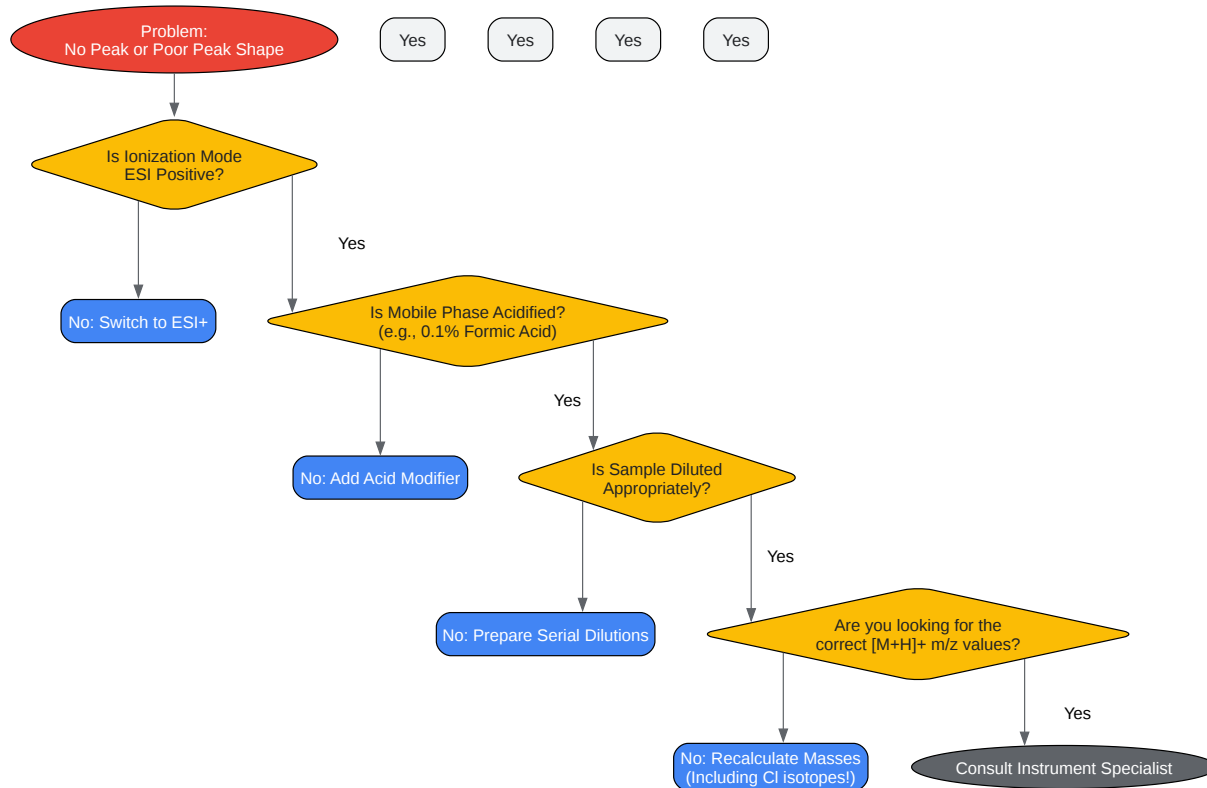 Problem:
No Peak or Poor Peak Shape
Yes
Yes
Yes
Yes
Is Ionization Mode
ESI Positive?
Yes
No: Switch to ESI+
Is Mobile Phase Acidified?
(e.g., 0.1% Formic Acid)
Yes
No: Add Acid Modifier
Is Sample Diluted
Appropriately?
Yes
No: Prepare Serial Dilutions
Are you looking for the
correct [M+H]+ m/z values?
Yes
No: Recalculate Masses
(Including Cl isotopes!)
Consult Instrument Specialist